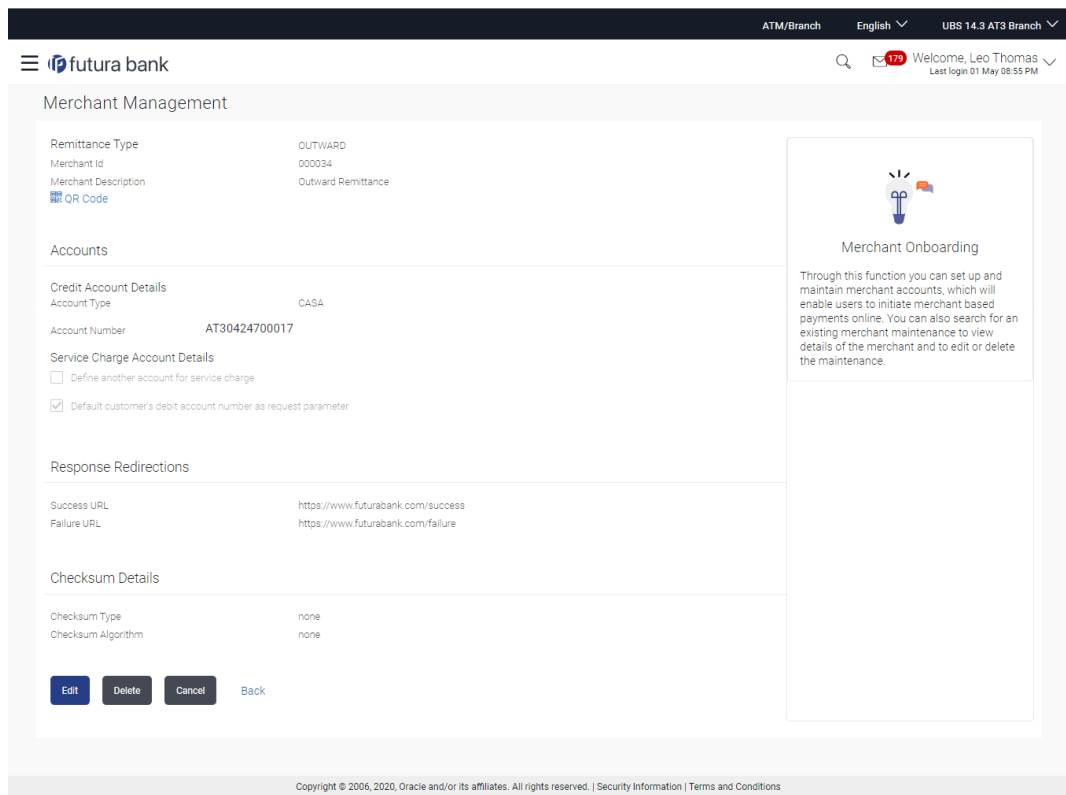 ATM/Branch English UBS 14.3 AT3 Branch
futura bank 179 Welcome, Leo Thomas
Last login 01 May 08:55 PM
Merchant Management
Remittance Type OUTWARD
Merchant Id 000034
Merchant Description Outward Remittance
QR Code
Accounts
Credit Account Details
Account Type CASA
Account Number AT30424700017
Service Charge Account Details
Define another account for service charge
Default customer's debit account number as request parameter
Response Redirections
Success URL https://www.futurabank.com/success
Failure URL https://www.futurabank.com/failure
Checksum Details
Checksum Type none
Checksum Algorithm none
Edit Delete Cancel Back
Merchant Onboarding
Through this function you can set up and
maintain merchant accounts, which will
enable users to initiate merchant based
payments online. You can also search for an
existing merchant maintenance to view
details of the merchant and to edit or delete
the maintenance.
Copyright © 2006, 2020, Oracle and/or its affiliates. All rights reserved. | Security Information | Terms and Conditions